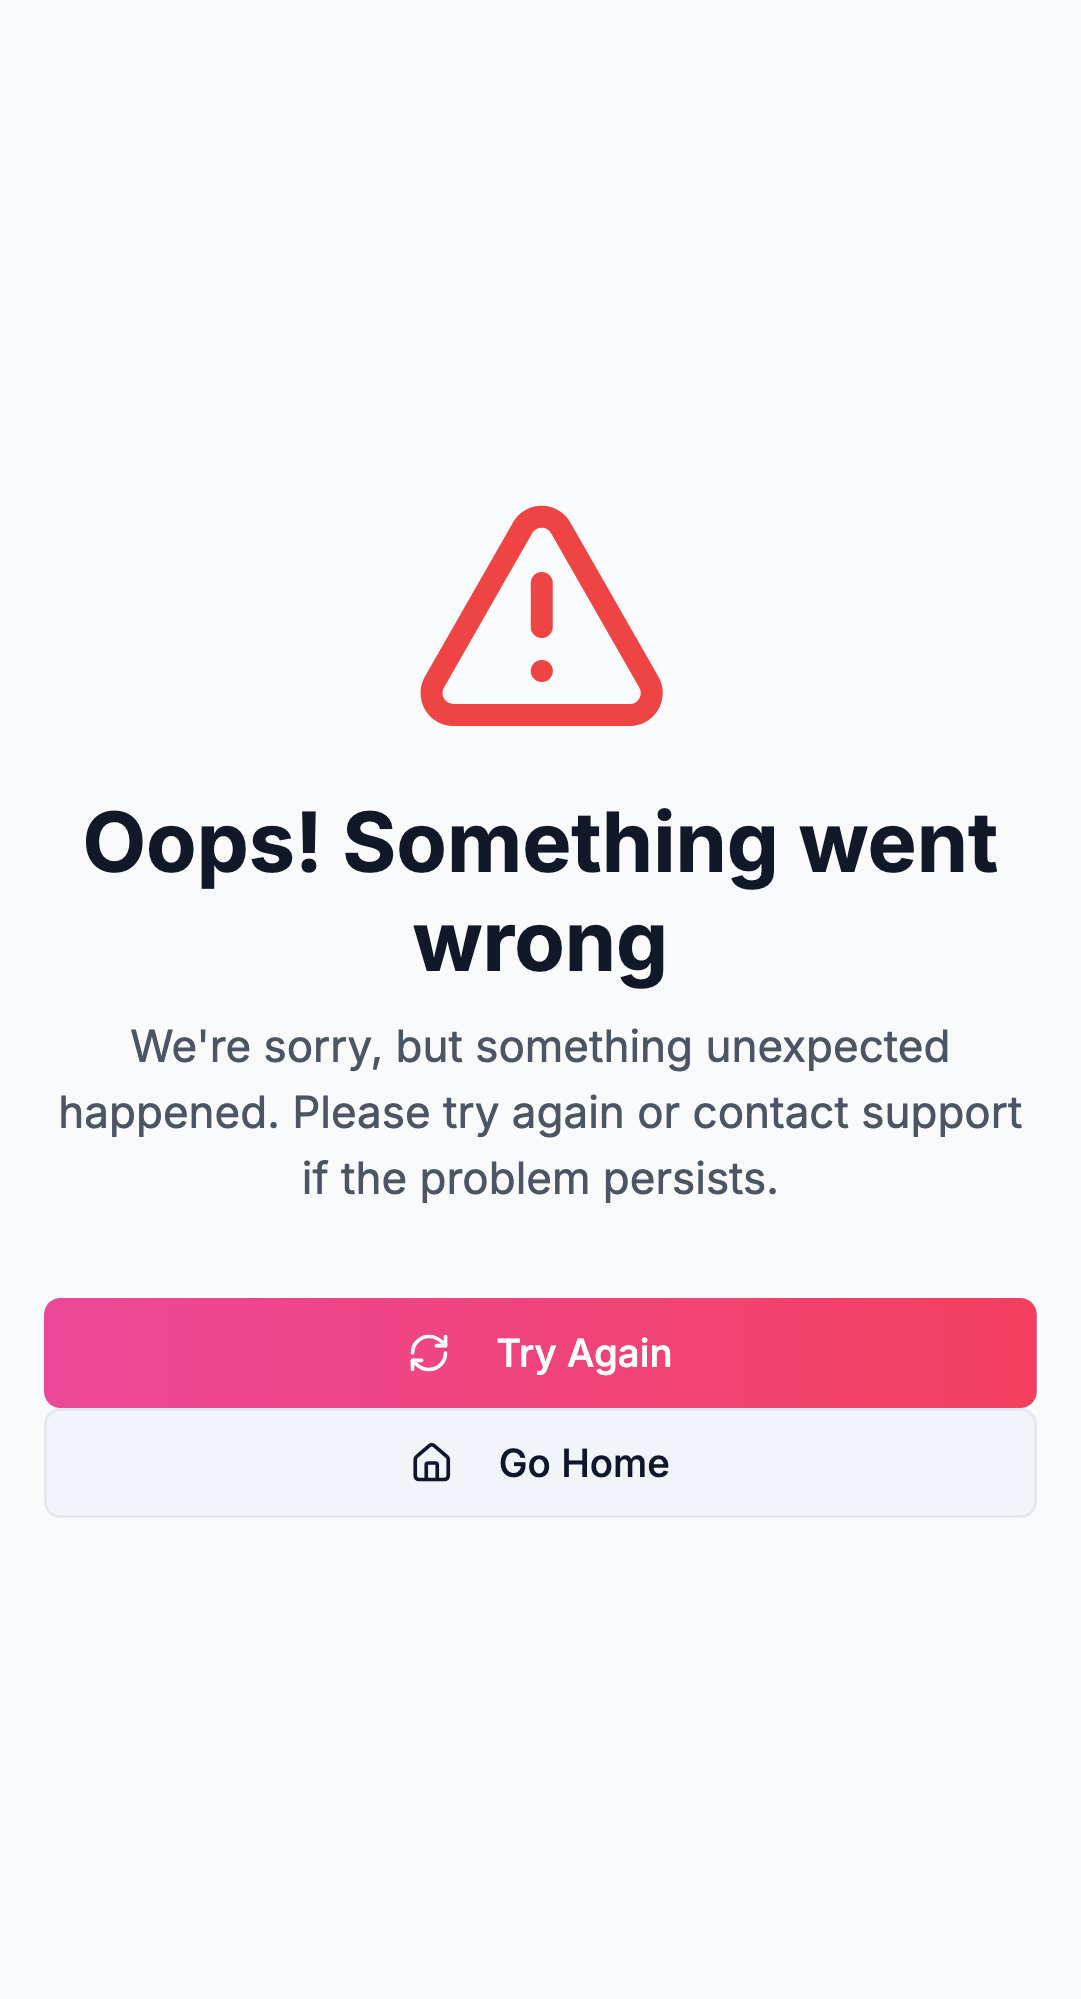 Oops! Something went
wrong
We're sorry, but something unexpected
happened. Please try again or contact support
if the problem persists.
Try Again
Go Home